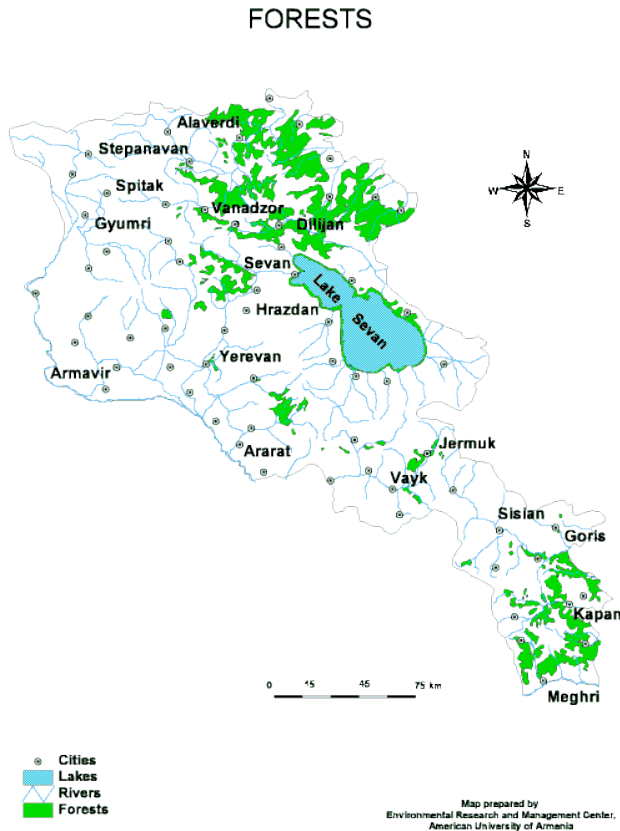 FORESTS
Alaverdi
Stepanavan
N
Spitak
W E
Vanadzor
S
Gyumri
Dilijan
Sevan
Lake
Hrazdan
Sevan
Yerevan
Armavir
Jermuk
Ararat
Vayk
Sisian
Goris
Kapan
0 15 45 75 km
Meghri
Cities
Lakes
Rivers
Forests
Map prepared by
Environmental Research and Management Center,
American University of Armenia